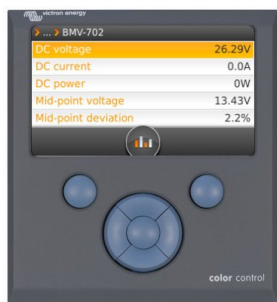 victron energy
> ... > BMV-702
DC voltage 26.29V
DC current 0.0A
DC power 0W
Mid-point voltage 13.43V
Mid-point deviation 2.2%
color control